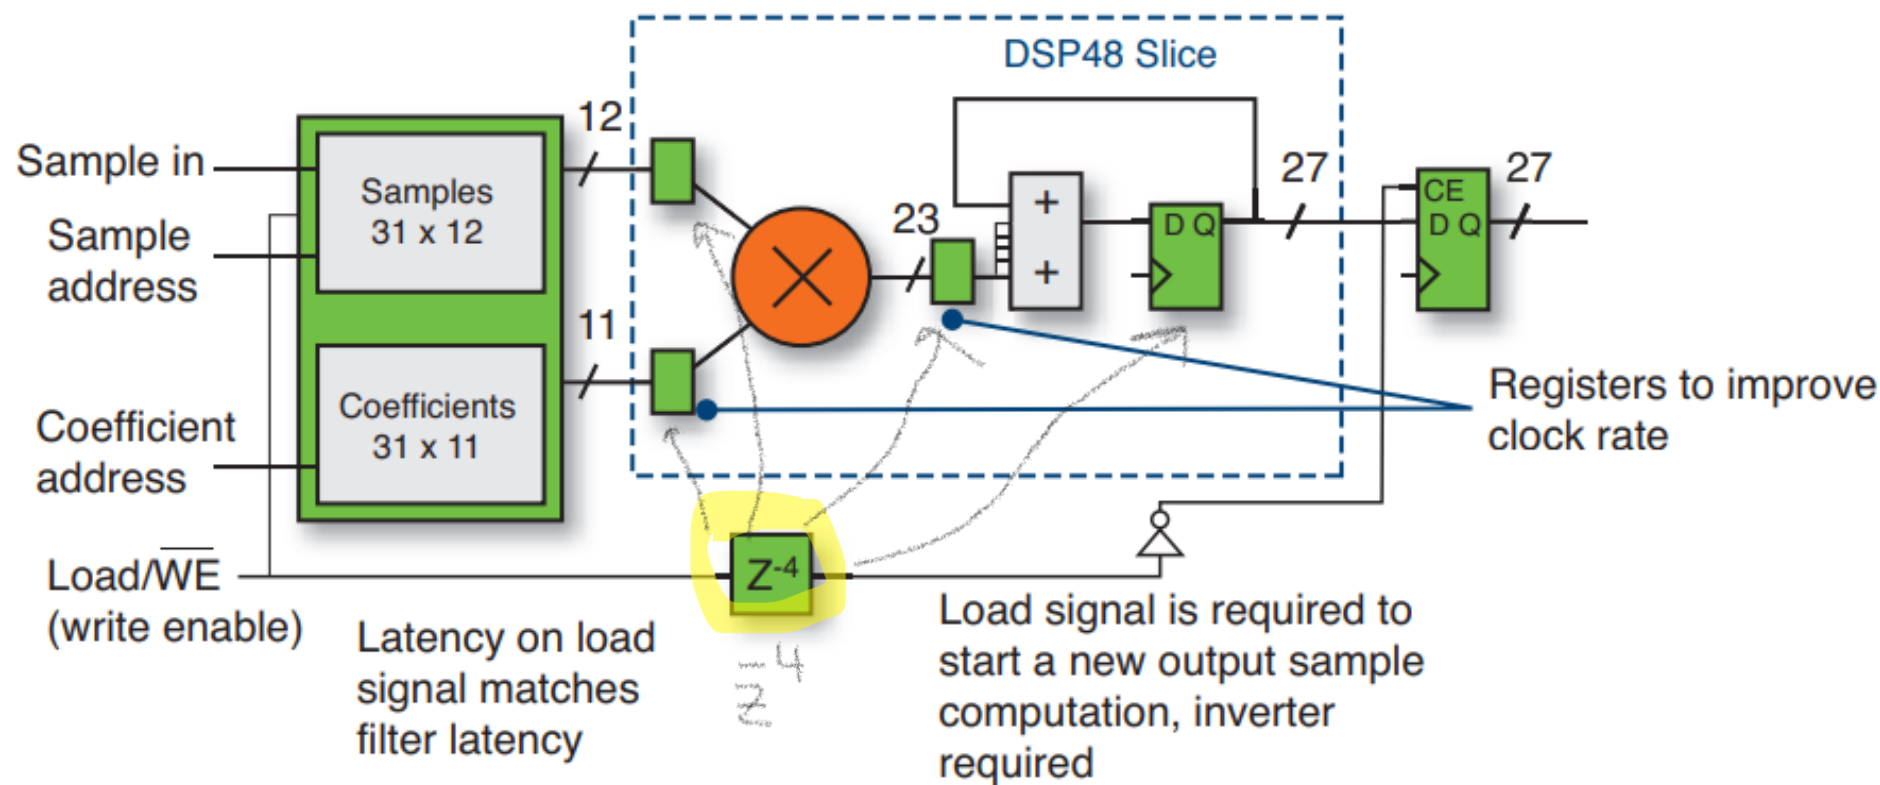 DSP48 Slice
12
Sample in
Samples
31 x 12
Sample
address
23
+
+
D Q
27
CE
D Q
27
11
Coefficients
31 x 11
Coefficient
address
Registers to improve
clock rate
Load/W̅E̅
(write enable)
Z-4
Latency on load
signal matches
filter latency
z-4
Load signal is required to
start a new output sample
computation, inverter
required